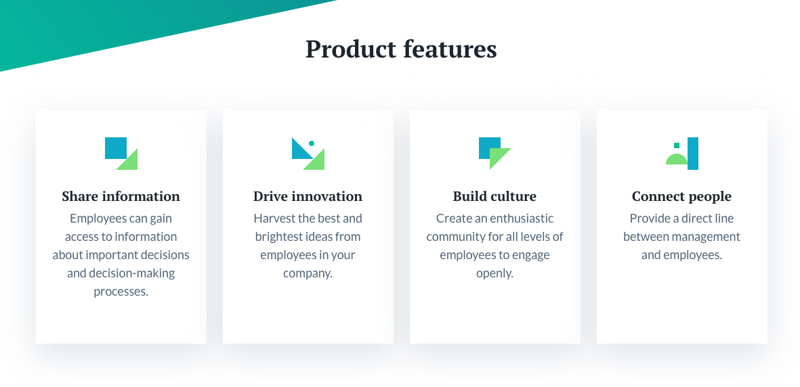 Product features
Share information
Employees can gain
access to information
about important decisions
and decision-making
processes.
Drive innovation
Harvest the best and
brightest ideas from
employees in your
company.
Build culture
Create an enthusiastic
community for all levels of
employees to engage
openly.
Connect people
Provide a direct line
between management
and employees.